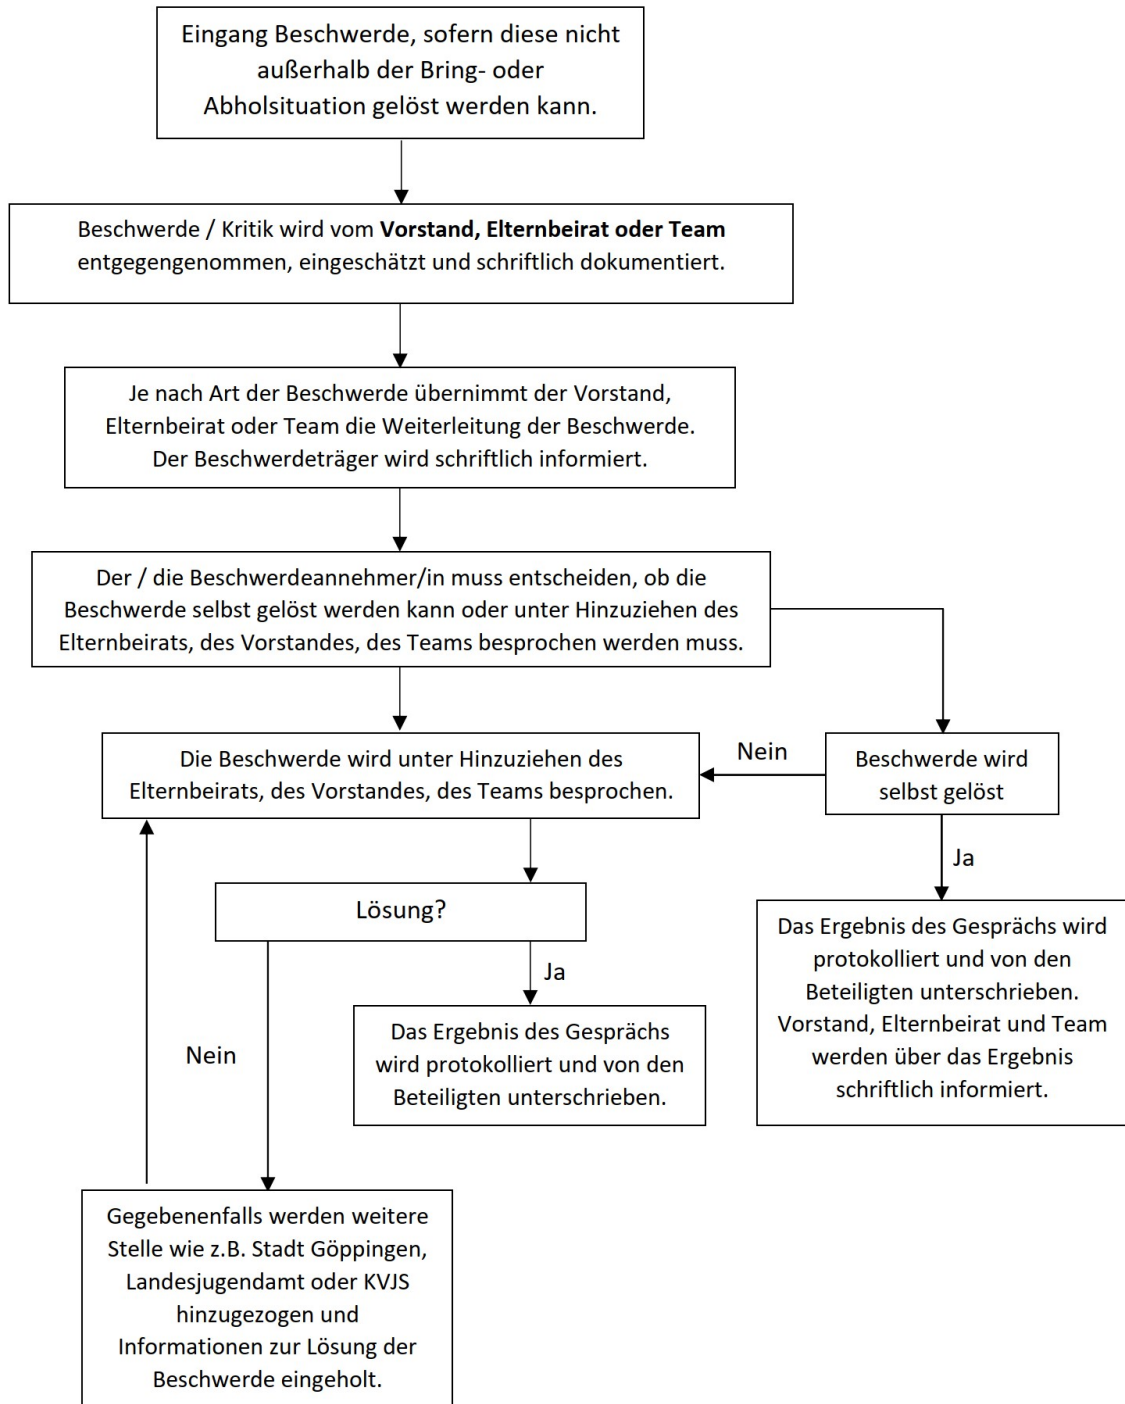 Eingang Beschwerde, sofern diese nicht
außerhalb der Bring- oder
Abholsituation gelöst werden kann.
Beschwerde / Kritik wird vom Vorstand, Elternbeirat oder Team
entgegengenommen, eingeschätzt und schriftlich dokumentiert.
Je nach Art der Beschwerde übernimmt der Vorstand,
Elternbeirat oder Team die Weiterleitung der Beschwerde.
Der Beschwerdeträger wird schriftlich informiert.
Der / die Beschwerdeannehmer/in muss entscheiden, ob die
Beschwerde selbst gelöst werden kann oder unter Hinzuziehen des
Elternbeirats, des Vorstandes, des Teams besprochen werden muss.
Die Beschwerde wird unter Hinzuziehen des
Elternbeirats, des Vorstandes, des Teams besprochen.
Nein
Beschwerde wird
selbst gelöst
Ja
Lösung?
Ja
Nein
Das Ergebnis des Gesprächs
wird protokolliert und von den
Beteiligten unterschrieben.
Das Ergebnis des Gesprächs wird
protokolliert und von den
Beteiligten unterschrieben.
Vorstand, Elternbeirat und Team
werden über das Ergebnis
schriftlich informiert.
Gegebenenfalls werden weitere
Stelle wie z.B. Stadt Göppingen,
Landesjugendamt oder KVJS
hinzugezogen und
Informationen zur Lösung der
Beschwerde eingeholt.